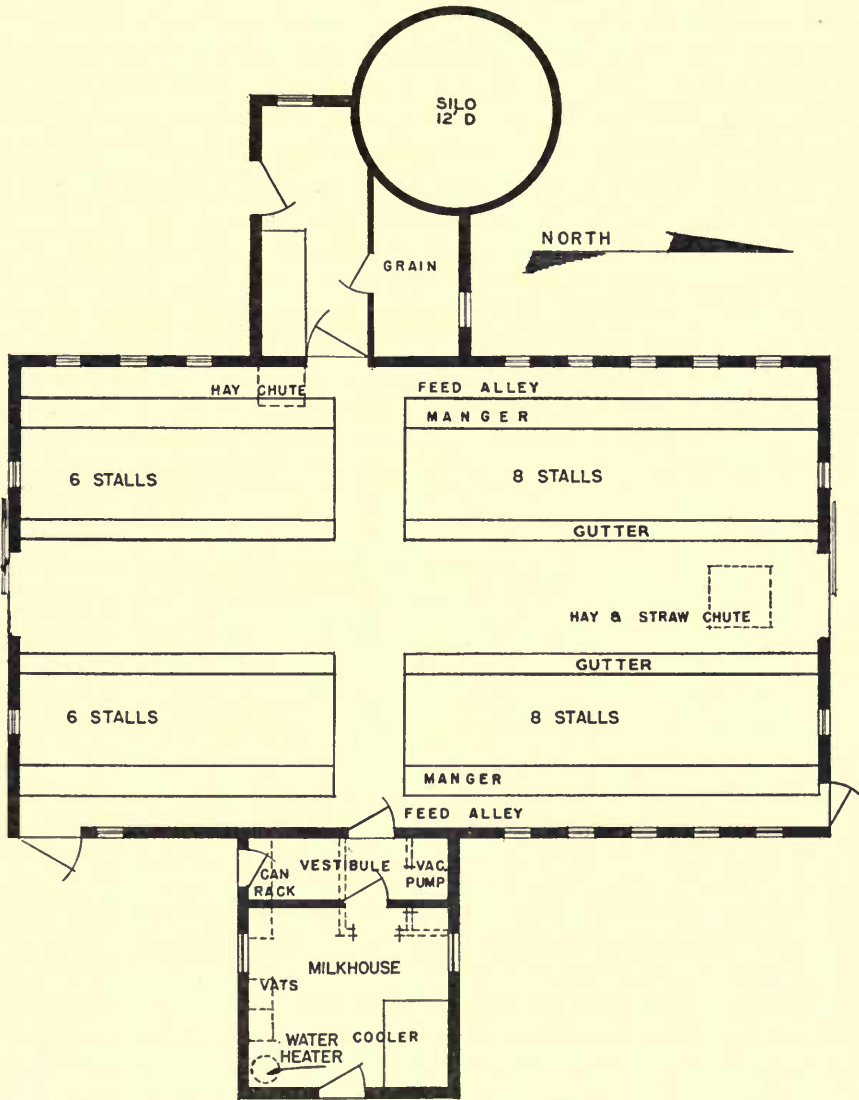 SILO
12' D
NORTH
GRAIN
HAY CHUTE
FEED ALLEY
MANGER
6 STALLS
8 STALLS
GUTTER
HAY & STRAW CHUTE
GUTTER
6 STALLS
8 STALLS
MANGER
FEED ALLEY
VESTIBULE
CAN
RACK
VAC.
PUMP
MILKHOUSE
VATS
WATER
HEATER
COOLER